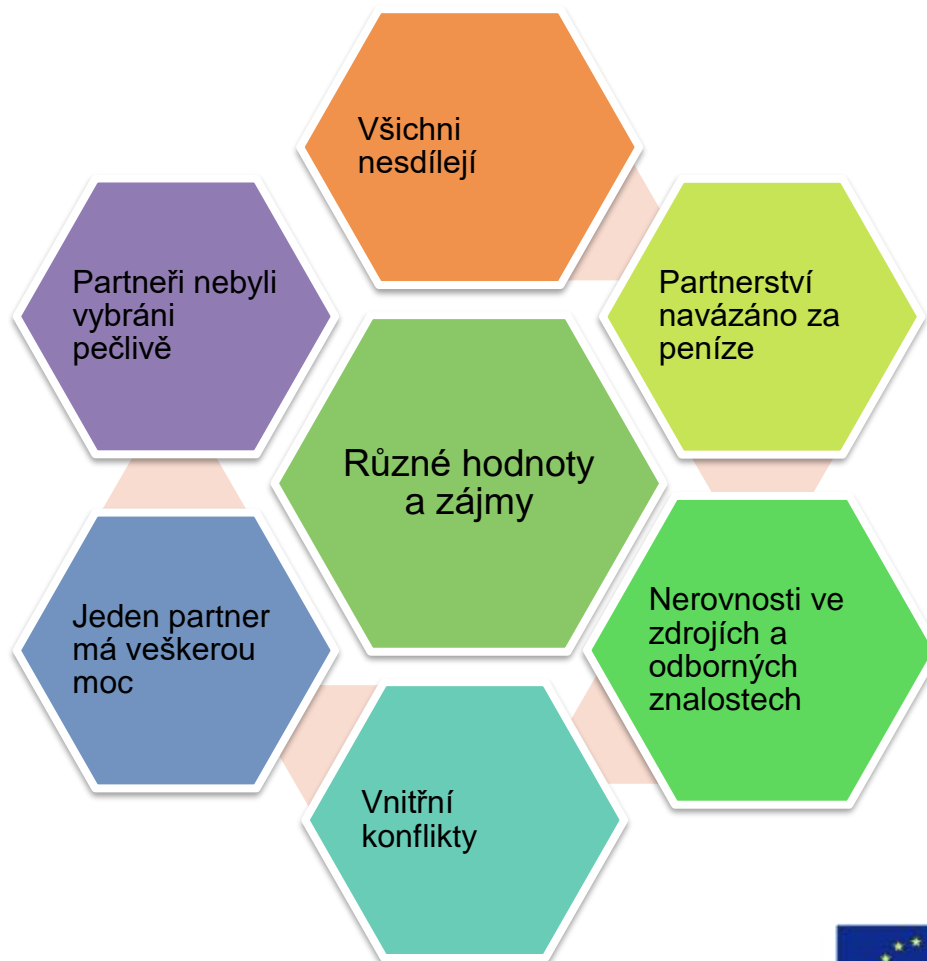 Všichni
nesdílejí
Partneři nebyli
vybráni
pečlivě
Partnerství
navázáno za
peníze
Různé hodnoty
a zájmy
Jeden partner
má veškerou
moc
Nerovnosti ve
zdrojích a
odborných
znalostech
Vnitřní
konflikty